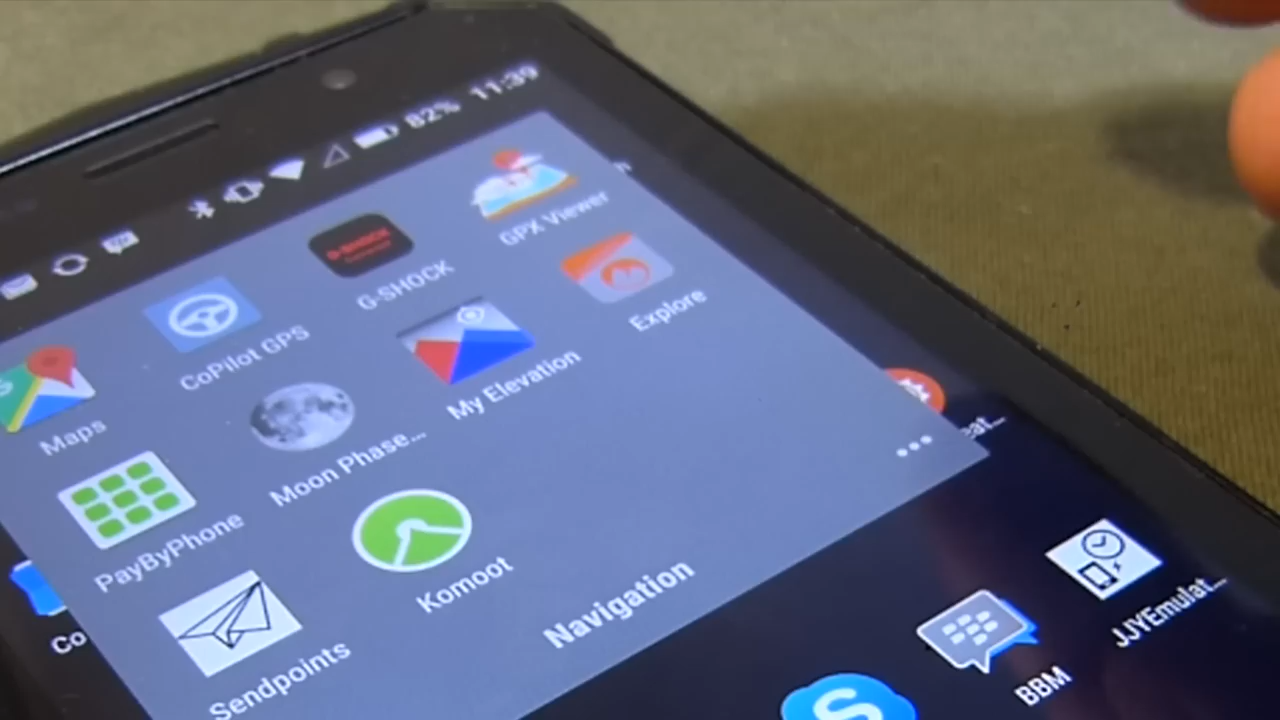 82% 11:39
Maps
CoPilot GPS
G-SHOCK
GPX Viewer
PayByPhone
Moon Phase...
My Elevation
Explore
Sendpoints
Komoot
Navigation
Co
BBM
JJYEmulat...